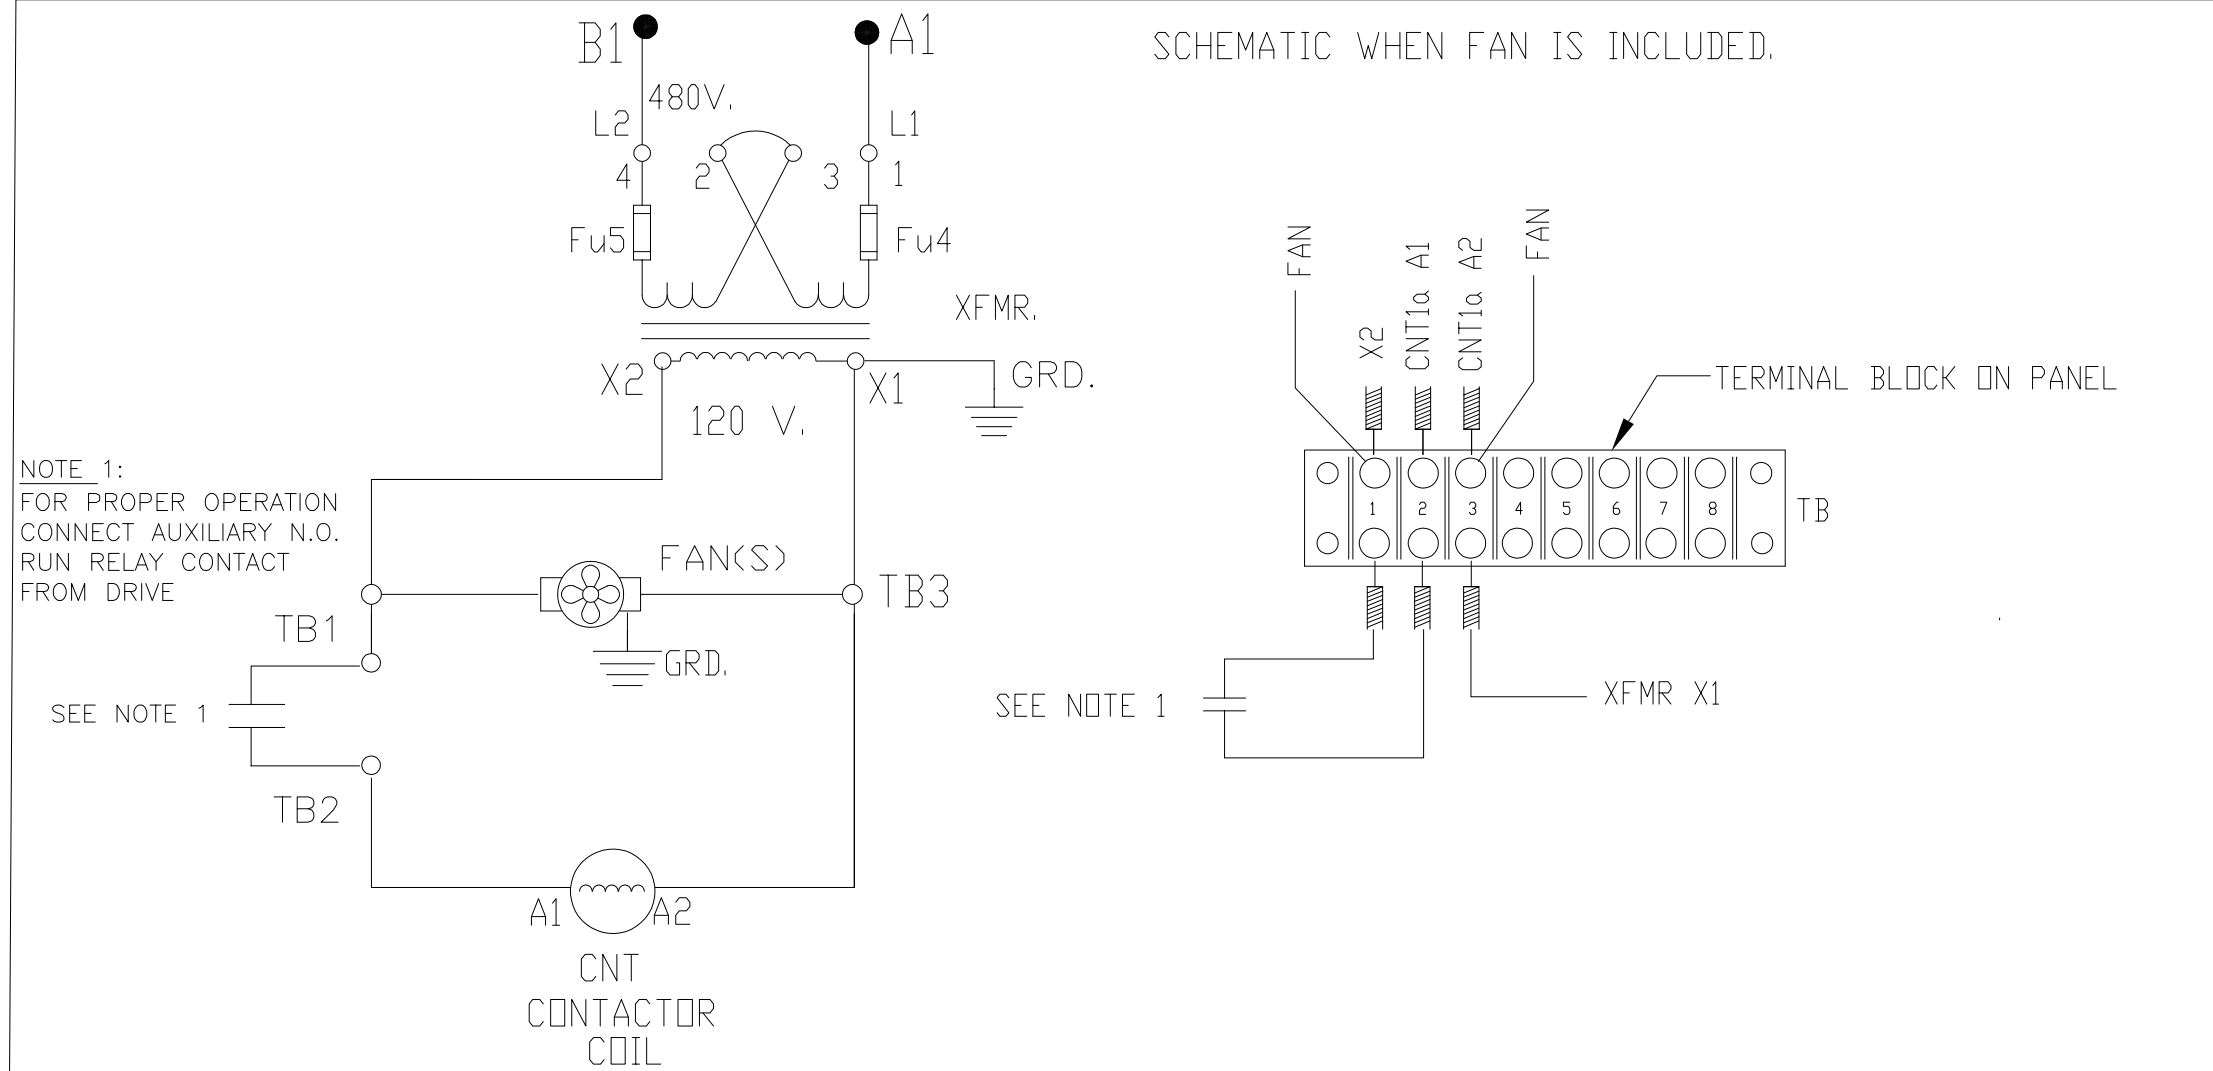 B1
A1
SCHEMATIC WHEN FAN IS INCLUDED.
480V.
L2
L1
4
2
3
1
Fu5
Fu4
XFMR.
X2
X1
GRD.
120 V.
NOTE 1:
FOR PROPER OPERATION
CONNECT AUXILIARY N.O.
RUN RELAY CONTACT
FROM DRIVE
FAN(S)
TB3
TB1
GRD.
SEE NOTE 1
TB2
A1
A2
CNT
CONTACTOR
COIL
FAN
X2
CNT1a A1
CNT1a A2
FAN
TERMINAL BLOCK ON PANEL
1 2 3 4 5 6 7 8
TB
SEE NOTE 1
XFMR X1